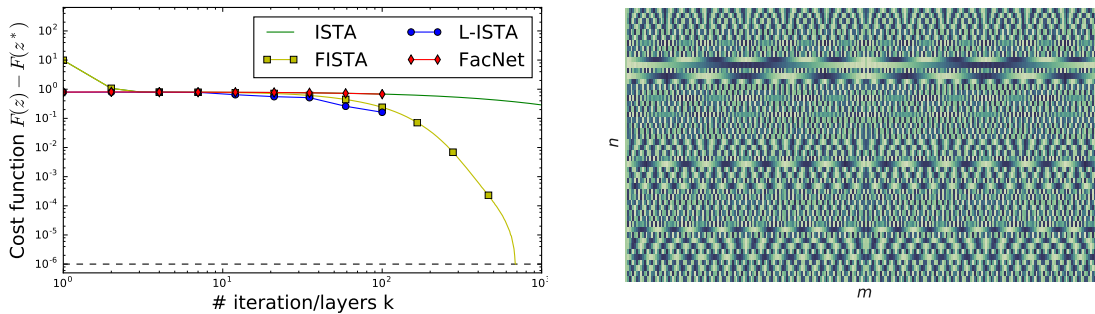 Cost function F(z) − F(z*)
10²
10¹
10⁰
10⁻¹
10⁻²
10⁻³
10⁻⁴
10⁻⁵
10⁻⁶
ISTA
FISTA
L-ISTA
FacNet
10⁰ 10¹ 10² 10³
# iteration/layers k
n
m